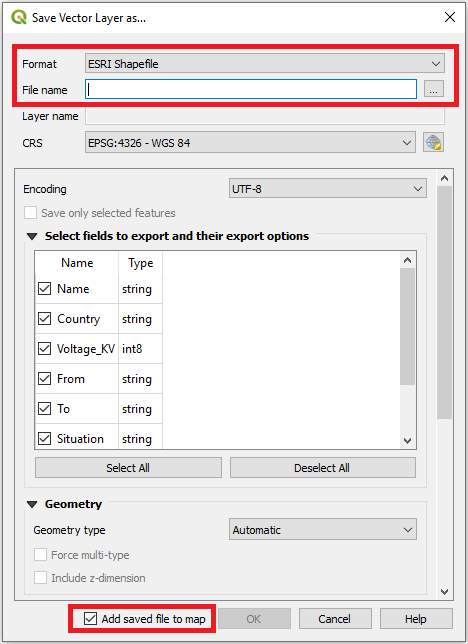 Save Vector Layer as...
Format ESRI Shapefile
File name ...
Layer name
CRS EPSG:4326 - WGS 84
Encoding UTF-8
Save only selected features
Select fields to export and their export options
Name Type
Name string
Country string
Voltage_KV int8
From string
To string
Situation string
Select All Deselect All
Geometry
Geometry type Automatic
Force multi-type
Include z-dimension
Add saved file to map OK Cancel Help